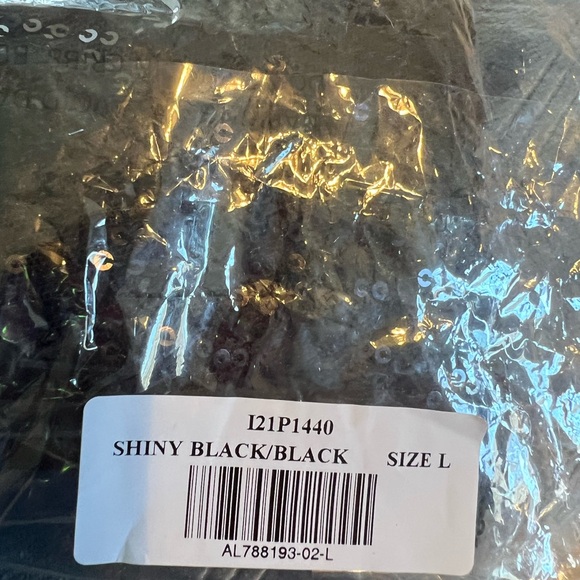 I21P1440
SHINY BLACK/BLACK SIZE L
AL788193-02-L